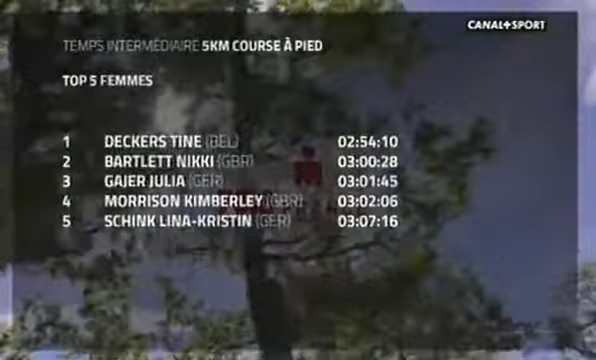 CANAL+SPORT
TEMPS INTERMÉDIAIRE 5KM COURSE À PIED
TOP 5 FEMMES
1 DECKERS TINE (BEL) 02:54:10
2 BARTLETT NIKKI (GBR) 03:00:28
3 GAJER JULIA (GER) 03:01:45
4 MORRISON KIMBERLEY (GBR) 03:02:06
5 SCHINK LINA-KRISTIN (GER) 03:07:16